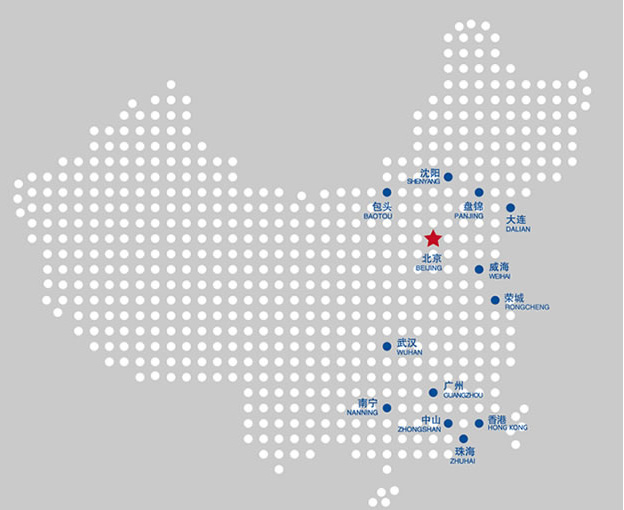 沈阳
SHENYANG
包头
BAOTOU
盘锦
PANJING
大连
DALIAN
北京
BEIJING
威海
WEIHAI
荣城
RONGCHENG
武汉
WUHAN
广州
GUANGZHOU
南宁
NANNING
中山
ZHONGSHAN
香港
HONG KONG
珠海
ZHUHAI